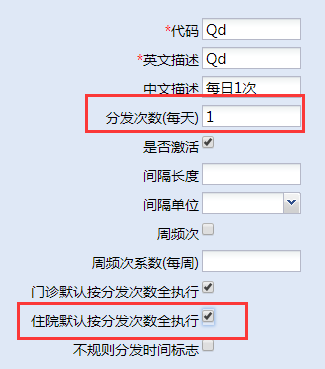 *代码 Qd
*英文描述 Qd
中文描述 每日1次
分发次数(每天) 1
是否激活
间隔长度
间隔单位
周频次
周频次系数(每周)
门诊默认按分发次数全执行
住院默认按分发次数全执行
不规则分发时间标志